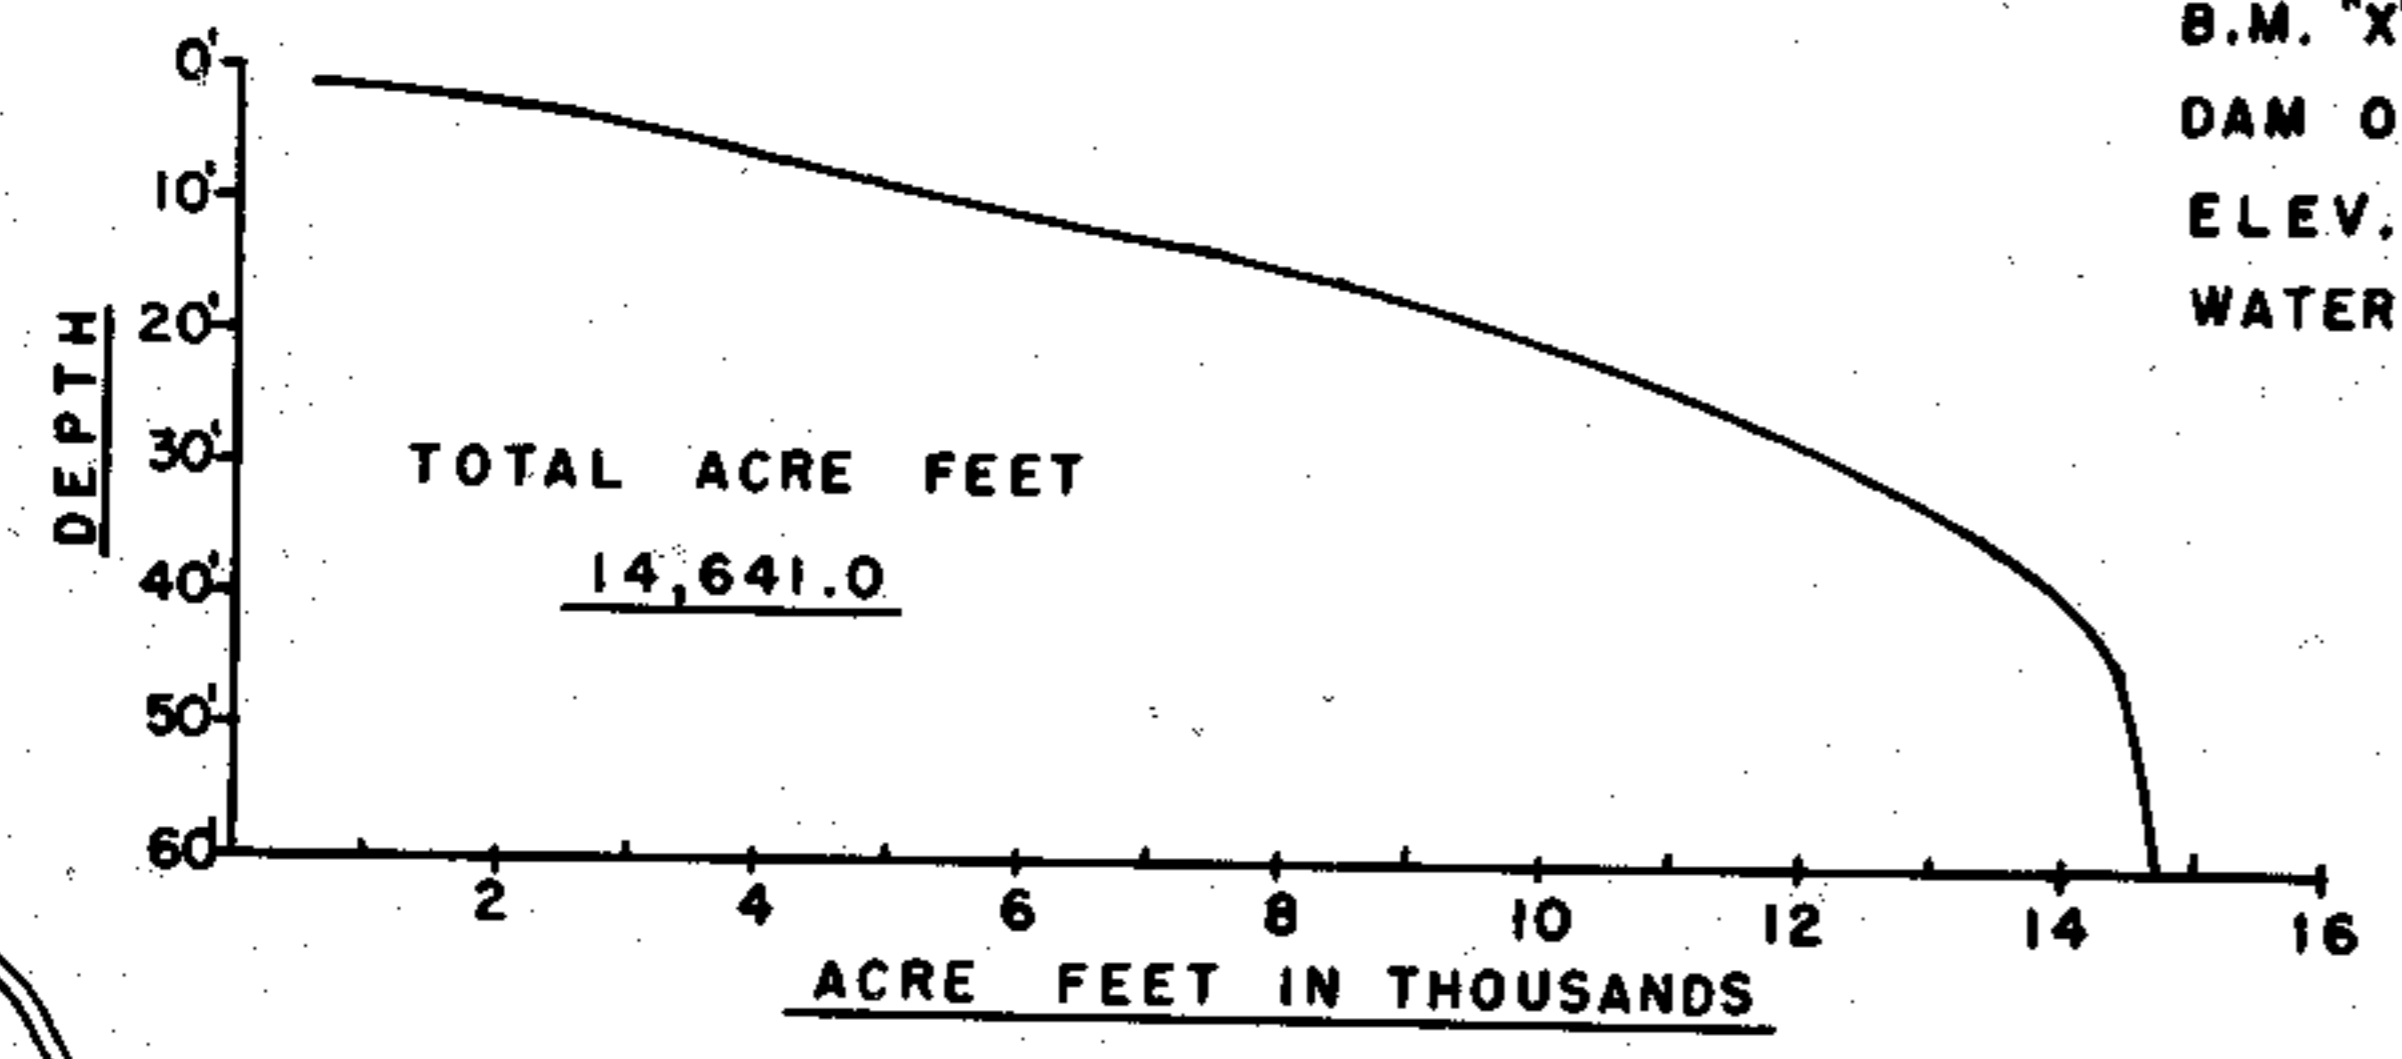 B.M. "X"
DAM O
ELEV.
WATER
0'
10'
20'
30'
40'
50'
60'
DEPTH
TOTAL ACRE FEET
14,641.0
2 4 6 8 10 12 14 16
ACRE FEET IN THOUSANDS